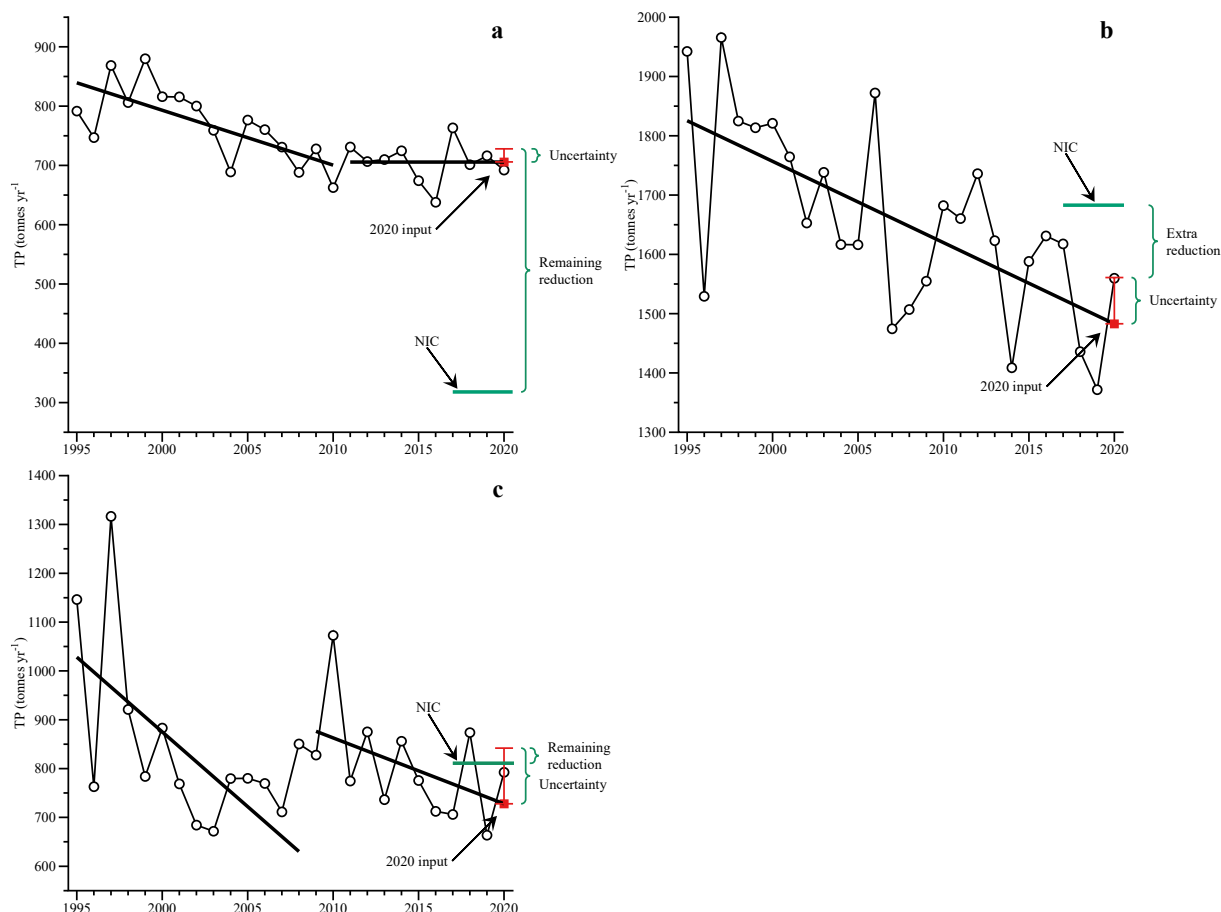 a
900
800
700
600
500
400
300
TP (tonnes yr-1)
1995
2000
2005
2010
2015
2020
Uncertainty
2020 input
Remaining
reduction
NIC
b
2000
1900
1800
1700
1600
1500
1400
1300
TP (tonnes yr-1)
1995
2000
2005
2010
2015
2020
NIC
Extra
reduction
Uncertainty
2020 input
c
1400
1300
1200
1100
1000
900
800
700
600
TP (tonnes yr-1)
1995
2000
2005
2010
2015
2020
NIC
Remaining
reduction
Uncertainty
2020 input